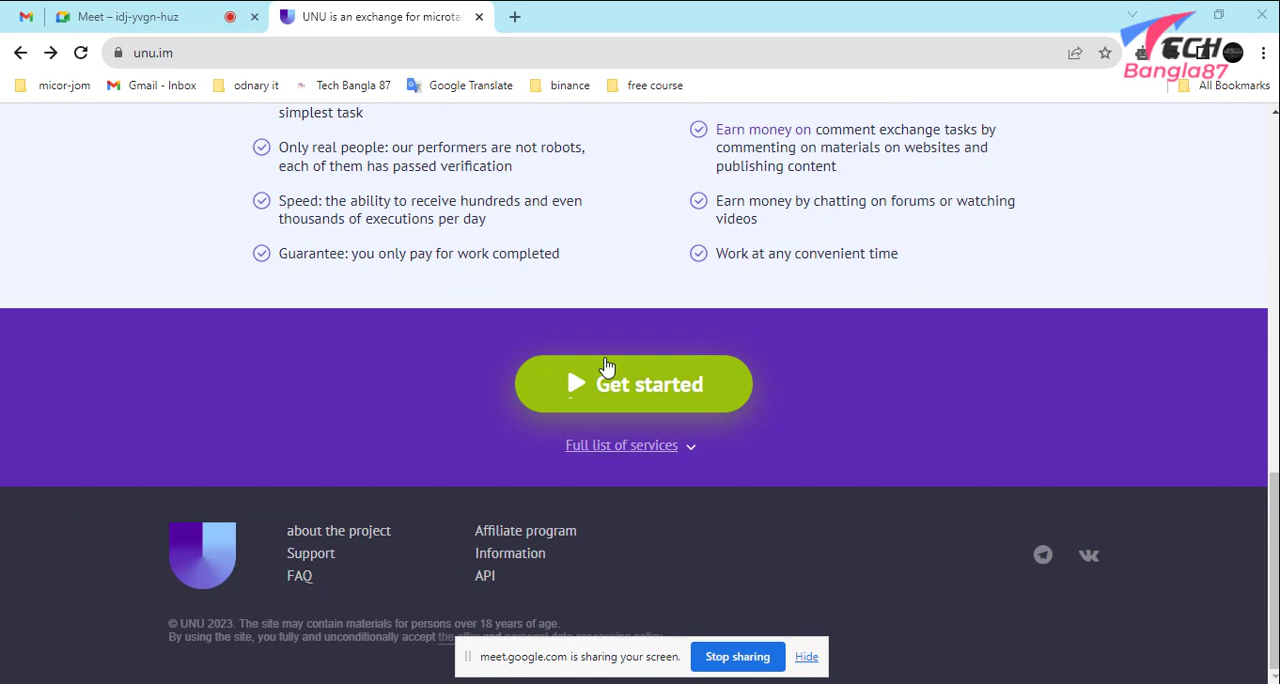 Meet – idj-yvgn-huz
UNU is an exchange for microta
unu.im
TECH
Bangla87
micor-jom
Gmail - Inbox
odnary it
Tech Bangla 87
Google Translate
binance
free course
All Bookmarks
simplest task
Only real people: our performers are not robots,
each of them has passed verification
Speed: the ability to receive hundreds and even
thousands of executions per day
Guarantee: you only pay for work completed
Earn money on comment exchange tasks by
commenting on materials on websites and
publishing content
Earn money by chatting on forums or watching
videos
Work at any convenient time
Get started
Full list of services
about the project
Support
FAQ
Affiliate program
Information
API
© UNU 2023. The site may contain materials for persons over 18 years of age.
By using the site, you fully and unconditionally accept the offer and personal data processing policy
meet.google.com is sharing your screen.
Stop sharing
Hide